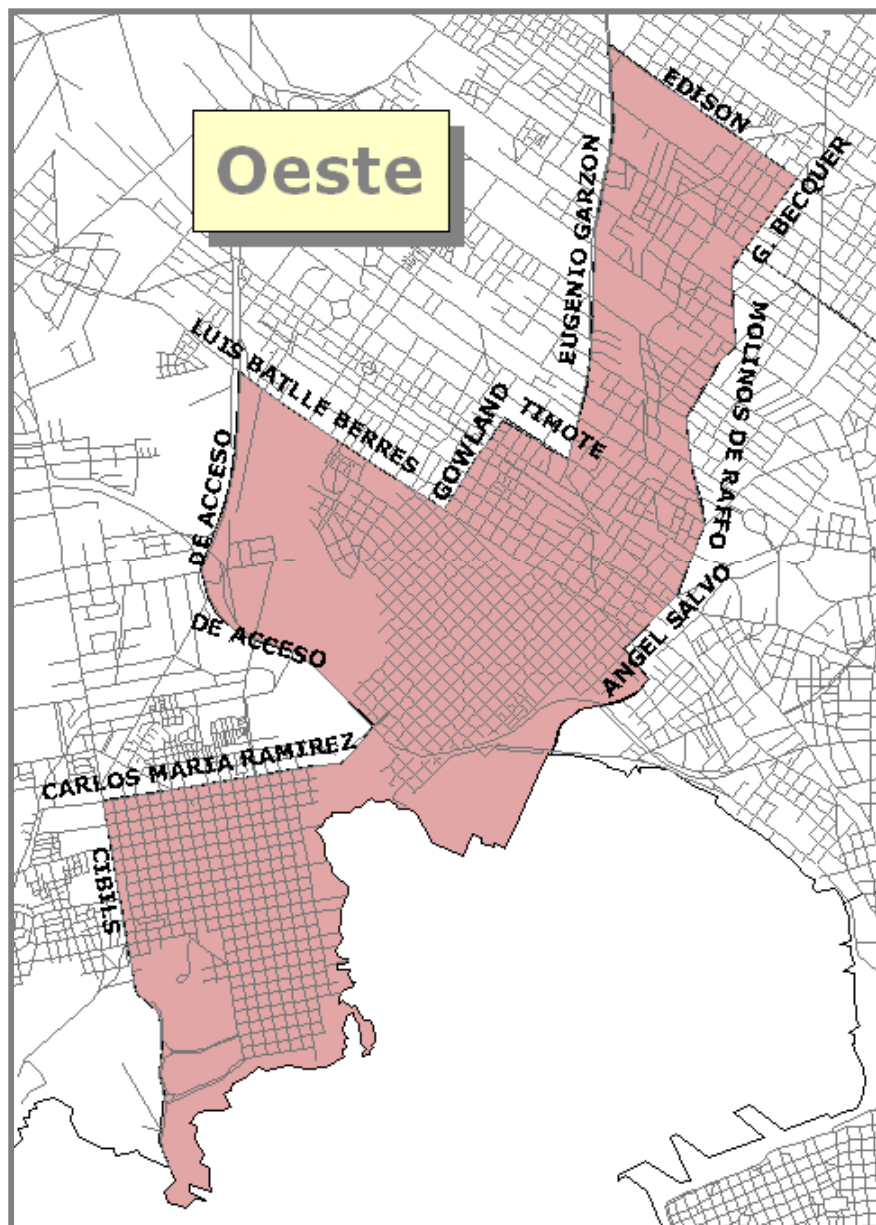 EDISON
Oeste
G. BECQUER
EUGENIO GARZON
MOLINOS DE RAFFO
LUIS BATLLE BERRES
GOWLAND
TIMOTE
DE ACCESO
ANGEL SALVO
DE ACCESO
CARLOS MARIA RAMIREZ
CIBILS